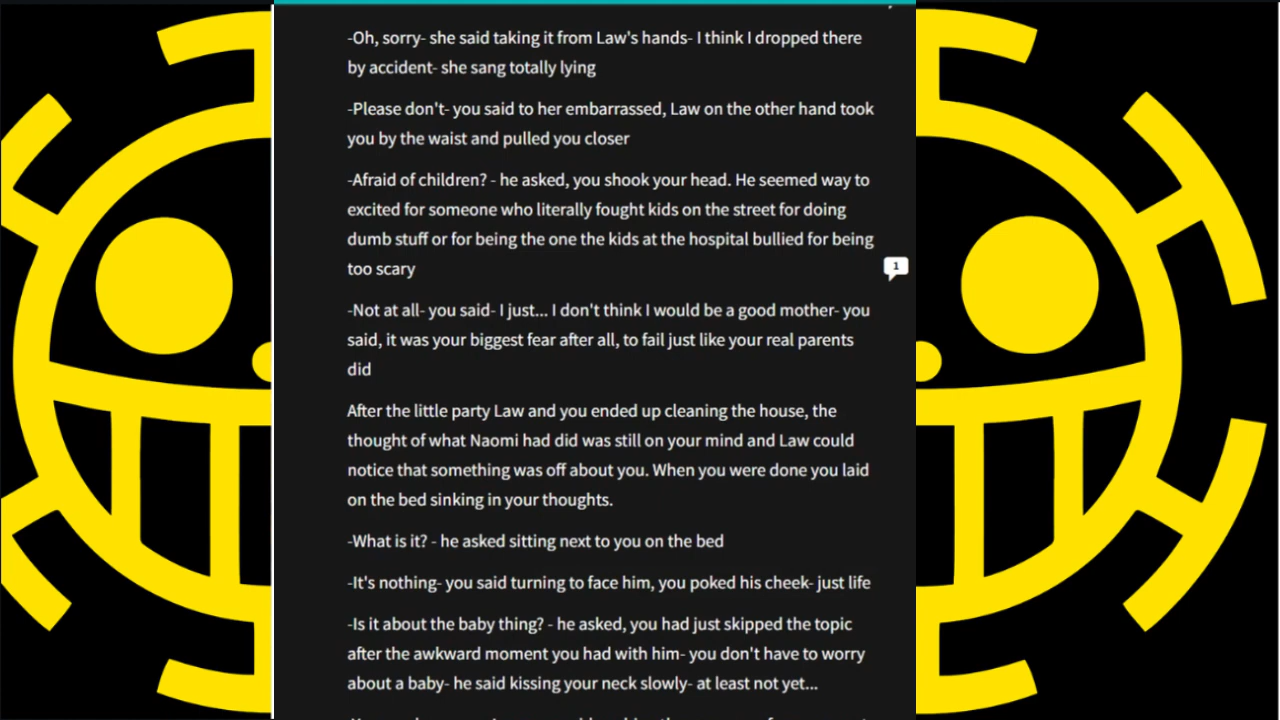 -Oh, sorry- she said taking it from Law's hands- I think I dropped there
by accident- she sang totally lying
-Please don't- you said to her embarrassed, Law on the other hand took
you by the waist and pulled you closer
-Afraid of children? - he asked, you shook your head. He seemed way to
excited for someone who literally fought kids on the street for doing
dumb stuff or for being the one the kids at the hospital bullied for being
too scary
1
-Not at all- you said- I just... I don't think I would be a good mother- you
said, it was your biggest fear after all, to fail just like your real parents
did
After the little party Law and you ended up cleaning the house, the
thought of what Naomi had did was still on your mind and Law could
notice that something was off about you. When you were done you laid
on the bed sinking in your thoughts.
-What is it? - he asked sitting next to you on the bed
-It's nothing- you said turning to face him, you poked his cheek- just life
-Is it about the baby thing? - he asked, you had just skipped the topic
after the awkward moment you had with him- you don't have to worry
about a baby- he said kissing your neck slowly- at least not yet...